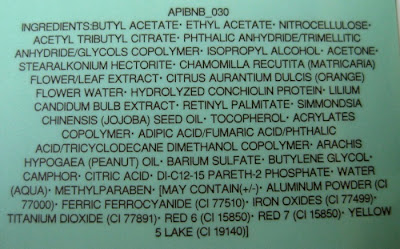 APIBNB_030
INGREDIENTS:BUTYL ACETATE· ETHYL ACETATE· NITROCELLULOSE·
ACETYL TRIBUTYL CITRATE· PHTHALIC ANHYDRIDE/TRIMELLITIC
ANHYDRIDE/GLYCOLS COPOLYMER· ISOPROPYL ALCOHOL· ACETONE·
STEARALKONIUM HECTORITE· CHAMOMILLA RECUTITA (MATRICARIA)
FLOWER/LEAF EXTRACT· CITRUS AURANTIUM DULCIS (ORANGE)
FLOWER WATER· HYDROLYZED CONCHIOLIN PROTEIN· LILIUM
CANDIDUM BULB EXTRACT· RETINYL PALMITATE· SIMMONDSIA
CHINENSIS (JOJOBA) SEED OIL· TOCOPHEROL· ACRYLATES
COPOLYMER· ADIPIC ACID/FUMARIC ACID/PHTHALIC
ACID/TRICYCLODECANE DIMETHANOL COPOLYMER· ARACHIS
HYPOGAEA (PEANUT) OIL· BARIUM SULFATE· BUTYLENE GLYCOL·
CAMPHOR· CITRIC ACID· DI-C12-15 PARETH-2 PHOSPHATE· WATER
(AQUA)· METHYLPARABEN· [MAY CONTAIN(+/-)· ALUMINUM POWDER (CI
77000)· FERRIC FERROCYANIDE (CI 77510)· IRON OXIDES (CI 77499)·
TITANIUM DIOXIDE (CI 77891)· RED 6 (CI 15850)· RED 7 (CI 15850)· YELLOW
5 LAKE (CI 19140)]